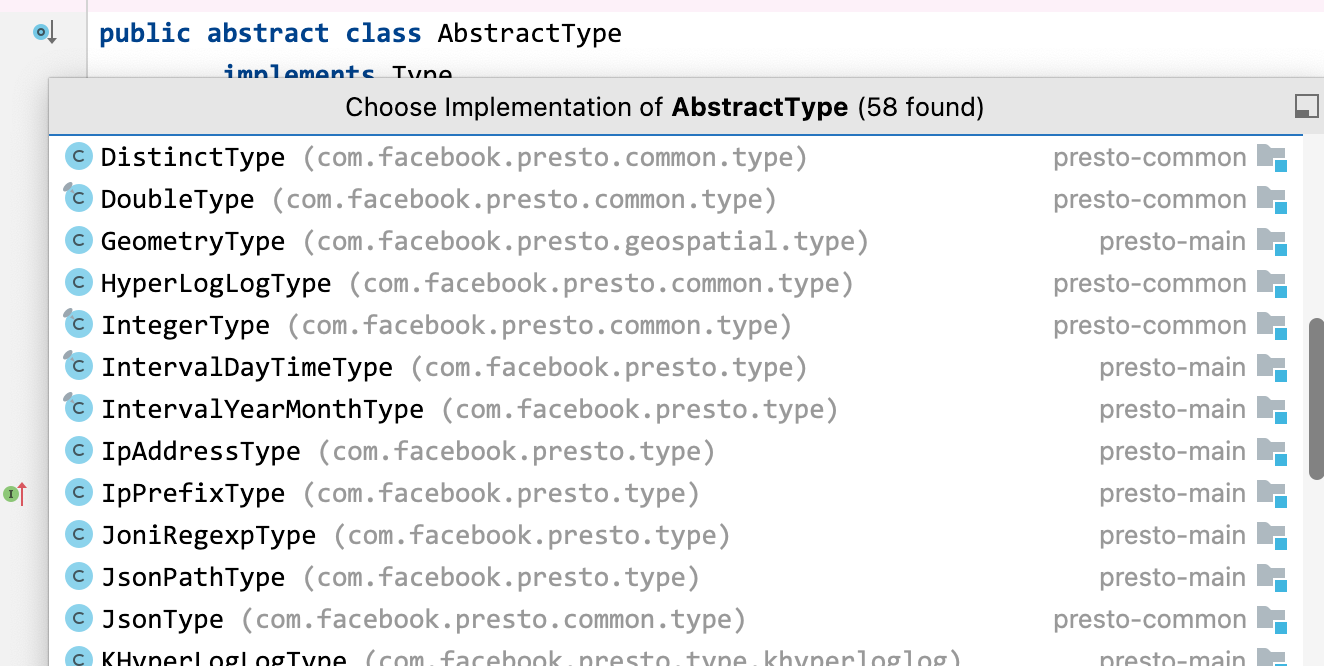 public abstract class AbstractType
implements Type
Choose Implementation of AbstractType (58 found)
C DistinctType (com.facebook.presto.common.type) presto-common
C DoubleType (com.facebook.presto.common.type) presto-common
C GeometryType (com.facebook.presto.geospatial.type) presto-main
C HyperLogLogType (com.facebook.presto.common.type) presto-common
C IntegerType (com.facebook.presto.common.type) presto-common
C IntervalDayTimeType (com.facebook.presto.type) presto-main
C IntervalYearMonthType (com.facebook.presto.type) presto-main
C IpAddressType (com.facebook.presto.type) presto-main
I C IpPrefixType (com.facebook.presto.type) presto-main
C JoniRegexpType (com.facebook.presto.type) presto-main
C JsonPathType (com.facebook.presto.type) presto-main
C JsonType (com.facebook.presto.common.type) presto-common
C KHyperLogLogType (com.facebook.presto.type.khyperloglog) presto-main